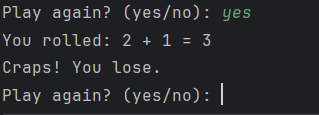 Play again? (yes/no): yes
You rolled: 2 + 1 = 3
Craps! You lose.
Play again? (yes/no):